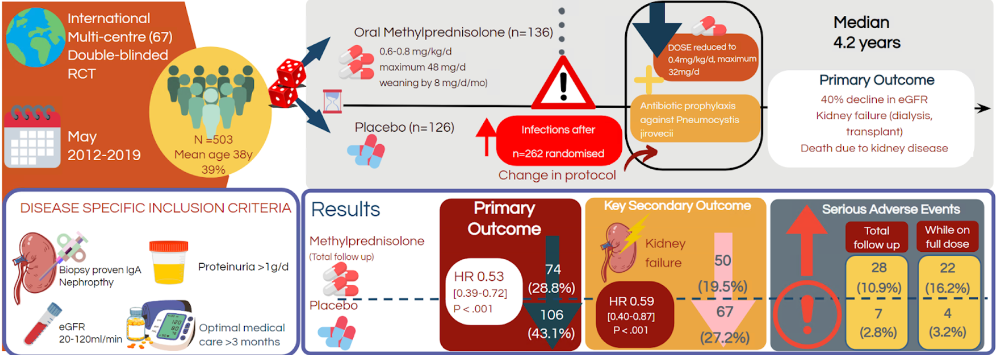 International
Multi-centre (67)
Double-blinded
RCT
May
2012-2019
N =503
Mean age 38y
39%
Oral Methylprednisolone (n=136)
0.6-0.8 mg/kg/d
maximum 48 mg/d
weaning by 8 mg/d/mo)
Placebo (n=126)
Infections after
n=262 randomised
Change in protocol
DOSE reduced to
0.4mg/kg/d, maximum
32mg/d
Antibiotic prophylaxis
against Pneumocystis
jirovecii
Median
4.2 years
Primary Outcome
40% decline in eGFR
Kidney failure (dialysis,
transplant)
Death due to kidney disease
DISEASE SPECIFIC INCLUSION CRITERIA
Biopsy proven IgA
Nephropthy
Proteinuria >1g/d
eGFR
20-120ml/min
120
80
76
Optimal medical
care >3 months
Results
Methylprednisolone
(Total follow up)
Placebo
Primary
Outcome
HR 0.53
[0.39-0.72]
P < .001
74
(28.8%)
106
(43.1%)
Key Secondary Outcome
Kidney
failure
HR 0.59
[0.40-0.87]
P < .001
50
(19.5%)
67
(27.2%)
Serious Adverse Events
Total
follow up
While on
full dose
28
(10.9%)
22
(16.2%)
7
(2.8%)
4
(3.2%)